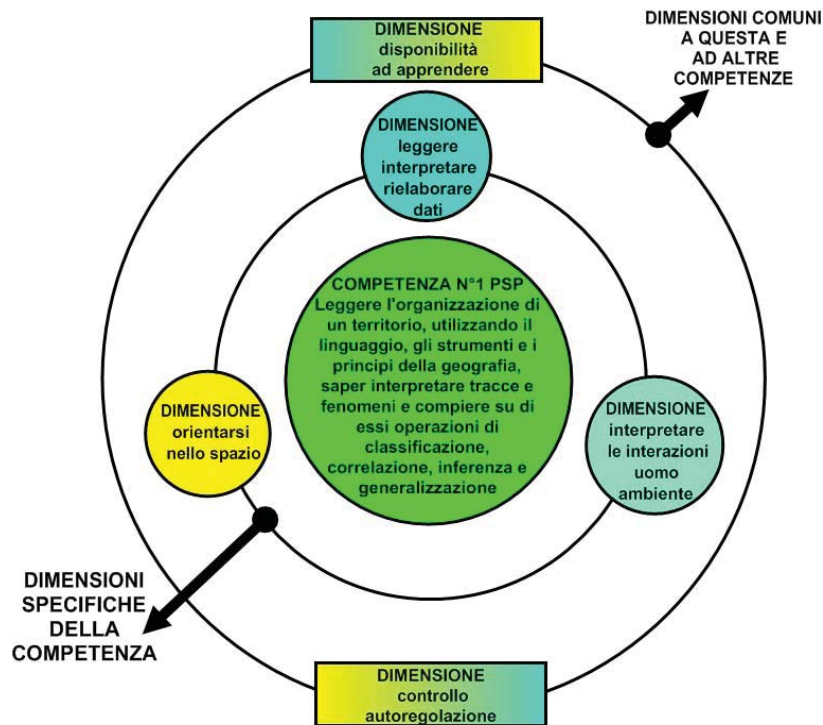 DIMENSIONE
disponibilità
ad apprendere
DIMENSIONI COMUNI
A QUESTA E
AD ALTRE
COMPETENZE
DIMENSIONE
leggere
interpretare
rielaborare
dati
COMPETENZA N°1 PSP
Leggere l'organizzazione di
un territorio, utilizzando il
linguaggio, gli strumenti e i
principi della geografia,
saper interpretare tracce e
fenomeni e compiere su di
essi operazioni di
classificazione,
correlazione, inferenza e
generalizzazione
DIMENSIONE
orientarsi
nello spazio
DIMENSIONE
interpretare
le interazioni
uomo
ambiente
DIMENSIONI
SPECIFICHE
DELLA
COMPETENZA
DIMENSIONE
controllo
autoregolazione